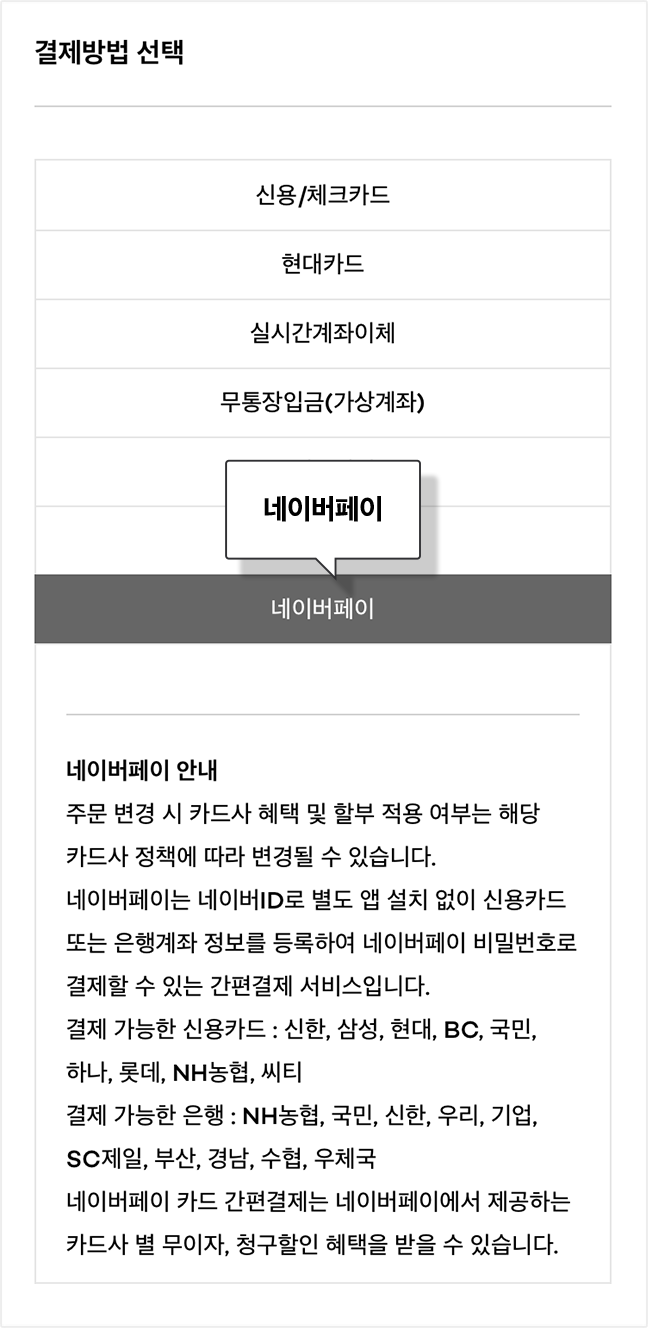 결제방법 선택
신용/체크카드
현대카드
실시간계좌이체
무통장입금(가상계좌)
네이버페이
네이버페이
네이버페이 안내
주문 변경 시 카드사 혜택 및 할부 적용 여부는 해당
카드사 정책에 따라 변경될 수 있습니다.
네이버페이는 네이버ID로 별도 앱 설치 없이 신용카드
또는 은행계좌 정보를 등록하여 네이버페이 비밀번호로
결제할 수 있는 간편결제 서비스입니다.
결제 가능한 신용카드 : 신한, 삼성, 현대, BC, 국민,
하나, 롯데, NH농협, 씨티
결제 가능한 은행 : NH농협, 국민, 신한, 우리, 기업,
SC제일, 부산, 경남, 수협, 우체국
네이버페이 카드 간편결제는 네이버페이에서 제공하는
카드사 별 무이자, 청구할인 혜택을 받을 수 있습니다.